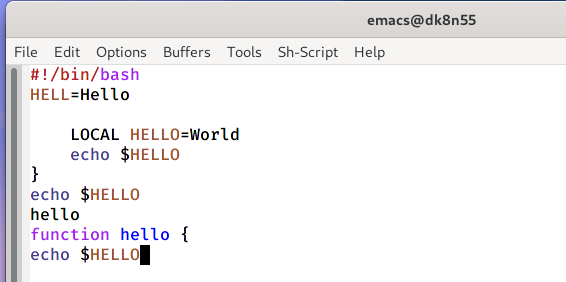 emacs@dk8n55
File Edit Options Buffers Tools Sh-Script Help
#!/bin/bash
HELL=Hello
LOCAL HELLO=World
echo $HELLO
}
echo $HELLO
hello
function hello {
echo $HELLO